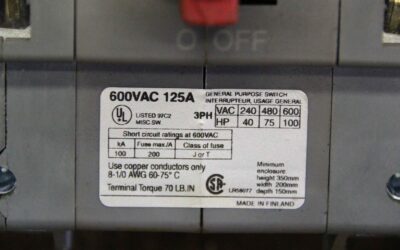 O OFF
600VAC 125A
GENERAL PURPOSE SWITCH
INTERRUPTEUR, USAGE GENERAL
UL LISTED 97C2
MISC.SW.
3PH
VAC 240 480 600
HP 40 75 100
Short circuit ratings at 600VAC
kA Fuse max./A Class of fuse
100 200 J or T
Use copper conductors only
8-1/0 AWG 60-75° C
Terminal Torque 70 LB.IN
SA
LR58077
Minimum
enclosure
height 350mm
width 200mm
depth 150mm
MADE IN FINLAND